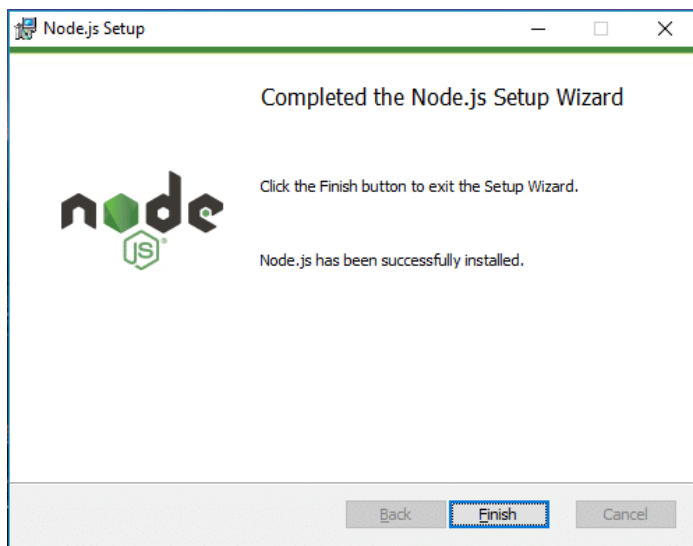 Node.js Setup
Completed the Node.js Setup Wizard
Click the Finish button to exit the Setup Wizard.
node
JS®
Node.js has been successfully installed.
Back Finish Cancel